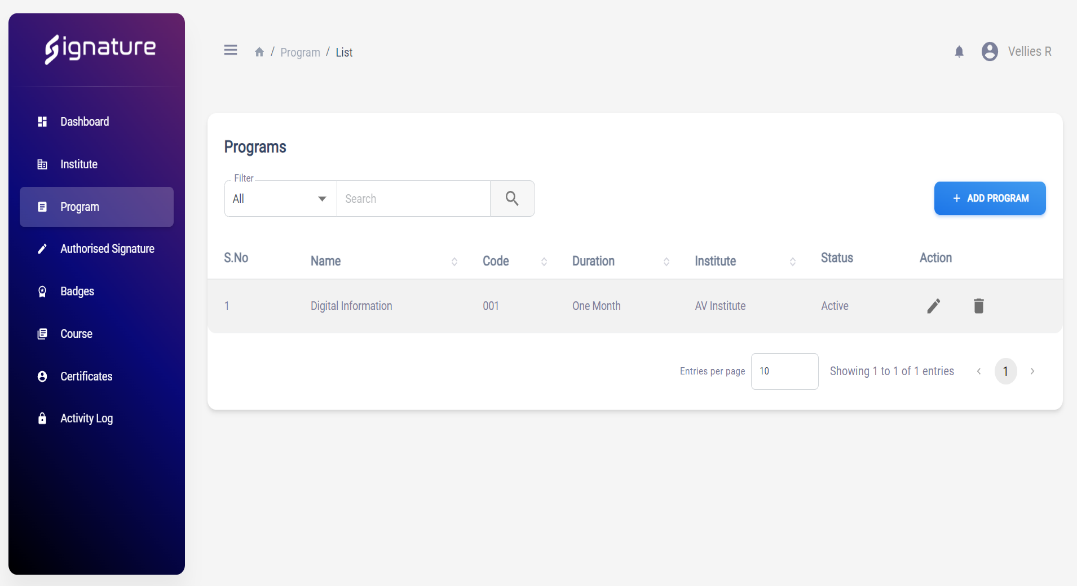 Signature
Dashboard
Institute
Program
Authorised Signature
Badges
Course
Certificates
Activity Log
/ Program / List
Vellies R
Programs
Filter
All
Search
+ ADD PROGRAM
S.No Name Code Duration Institute Status Action
1 Digital Information 001 One Month AV Institute Active
Entries per page 10 Showing 1 to 1 of 1 entries ‹ 1 ›